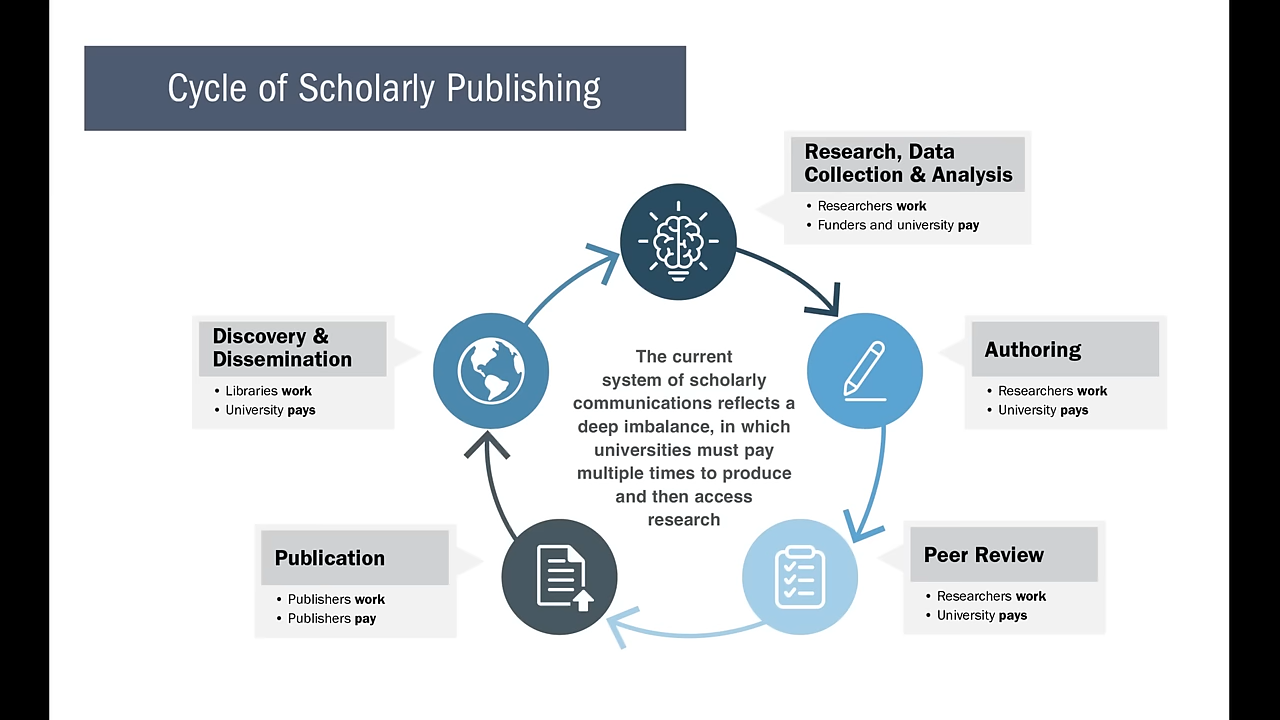 Cycle of Scholarly Publishing
Research, Data
Collection & Analysis
• Researchers work
• Funders and university pay
Authoring
• Researchers work
• University pays
Peer Review
• Researchers work
• University pays
Publication
• Publishers work
• Publishers pay
Discovery &
Dissemination
• Libraries work
• University pays
The current
system of scholarly
communications reflects a
deep imbalance, in which
universities must pay
multiple times to produce
and then access
research